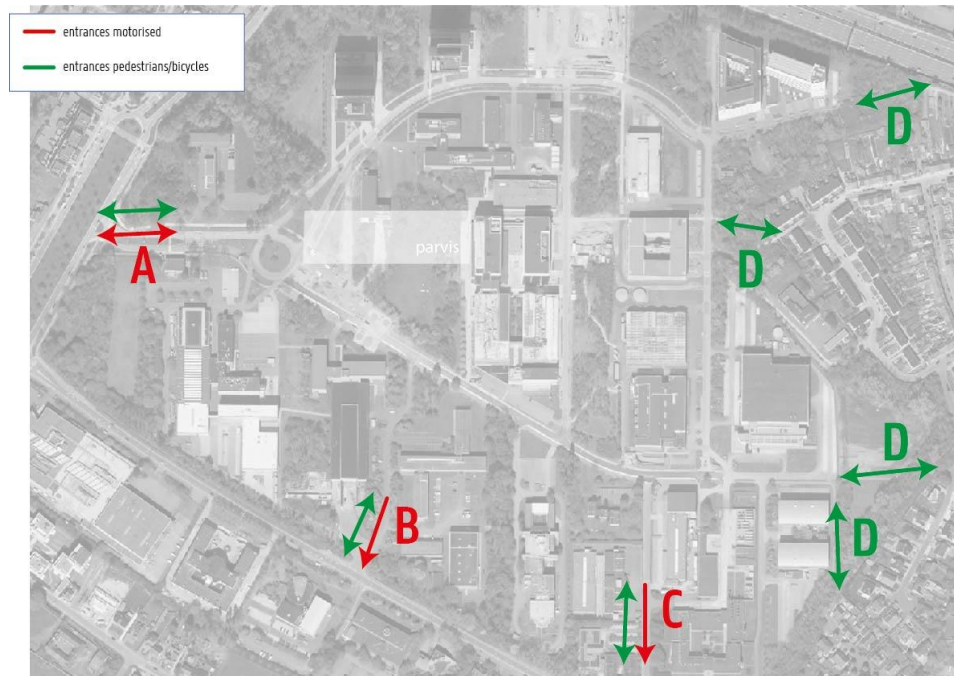 entrances motorised
entrances pedestrians/bicycles
D
parvis
A
D
D
B
D
C